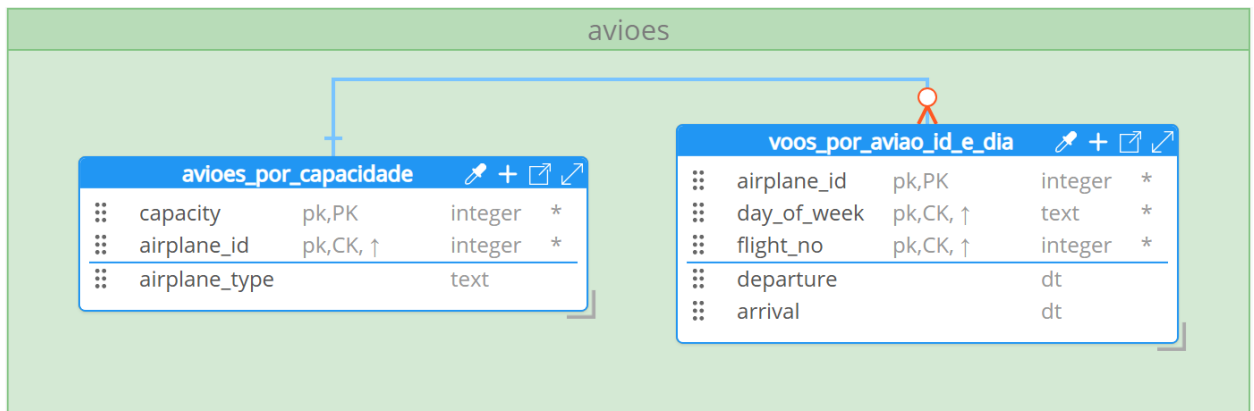 avioes
avioes_por_capacidade
capacity pk,PK integer *
airplane_id pk,CK, ↑ integer *
airplane_type text
voos_por_aviao_id_e_dia
airplane_id pk,PK integer *
day_of_week pk,CK, ↑ text *
flight_no pk,CK, ↑ integer *
departure dt
arrival dt